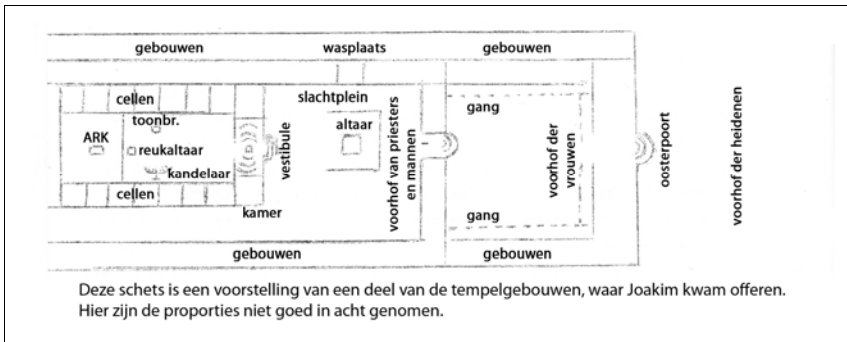 gebouwen wasplaats gebouwen
cellen slachtplein gang
toonbr.
ARK altaar
reukaltaar
kandelaar
vestibule
voorhof van priesters
en mannen
voorhof der
vrouwen
oosterpoort
voorhof der heidenen
cellen
kamer gang
gebouwen gebouwen
Deze schets is een voorstelling van een deel van de tempelgebouwen, waar Joakim kwam offeren.
Hier zijn de proporties niet goed in acht genomen.